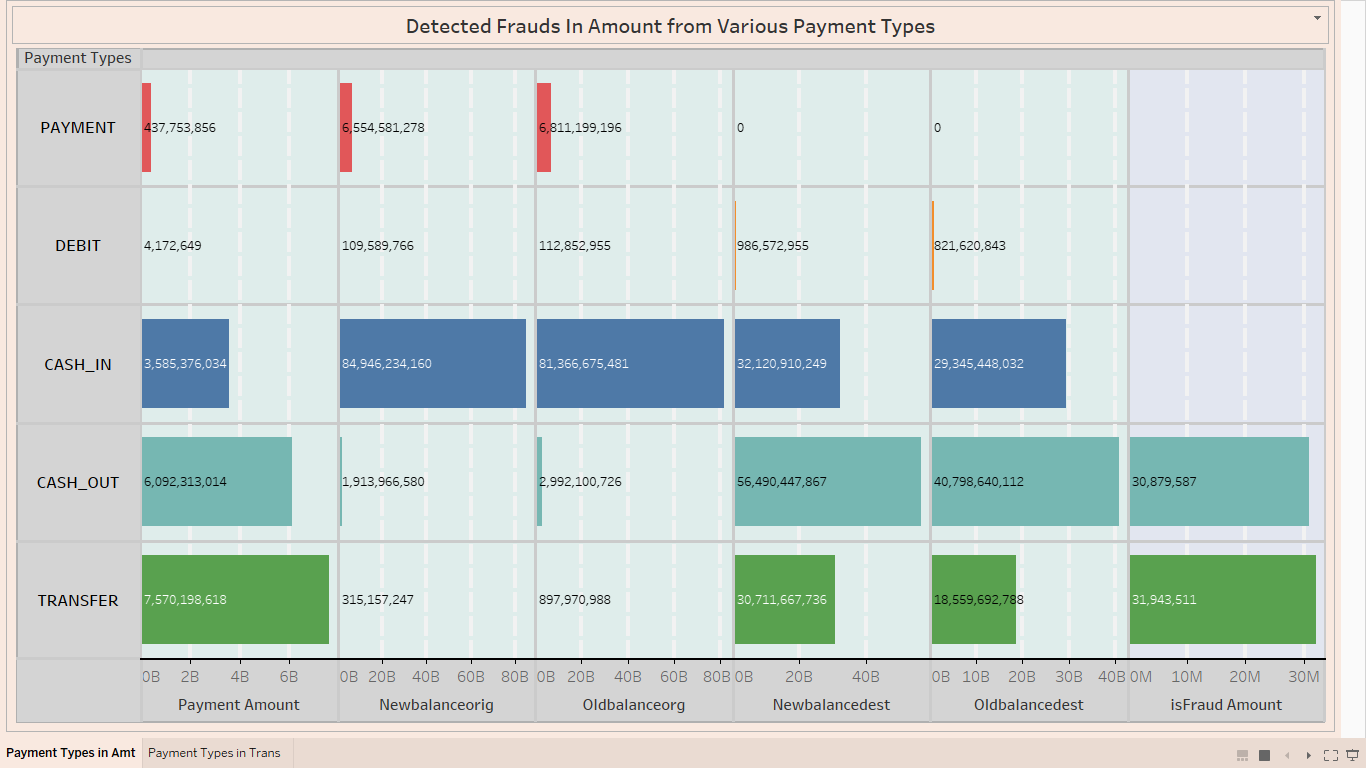 Detected Frauds In Amount from Various Payment Types
Payment Types
PAYMENT 437,753,856 6,554,581,278 6,811,199,196 0 0
DEBIT 4,172,649 109,589,766 112,852,955 986,572,955 821,620,843
CASH_IN 3,585,376,034 84,946,234,160 81,366,675,481 32,120,910,249 29,345,448,032
CASH_OUT 6,092,313,014 1,913,966,580 2,992,100,726 56,490,447,867 40,798,640,112 30,879,587
TRANSFER 7,570,198,618 315,157,247 897,970,988 30,711,667,736 18,559,692,788 31,943,511
0B 2B 4B 6B 0B 20B 40B 60B 80B 0B 20B 40B 60B 80B 0B 20B 40B 0B 10B 20B 30B 40B 0M 10M 20M 30M
Payment Amount Newbalanceorig Oldbalanceorg Newbalancedest Oldbalancedest isFraud Amount
Payment Types in Amt Payment Types in Trans